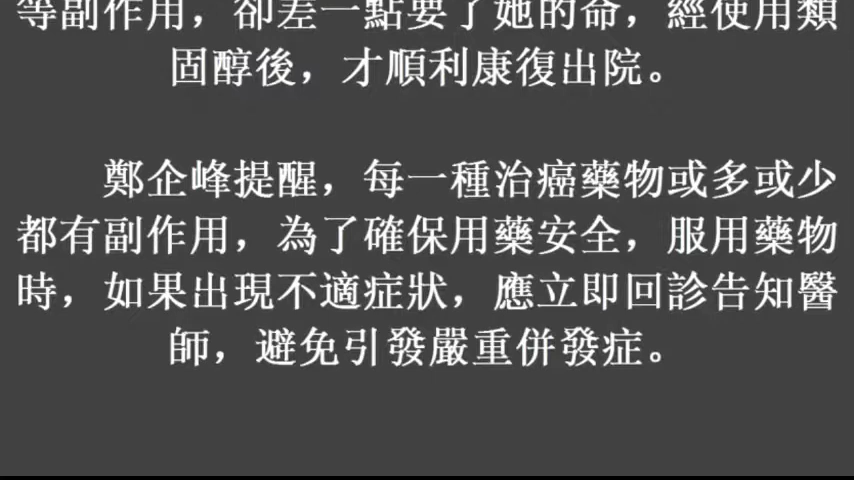 等副作用，卻差一點要了她的命，經使用類
固醇後，才順利康復出院。
鄭企峰提醒，每一種治癌藥物或多或少
都有副作用，為了確保用藥安全，服用藥物
時，如果出現不適症狀，應立即回診告知醫
師，避免引發嚴重併發症。